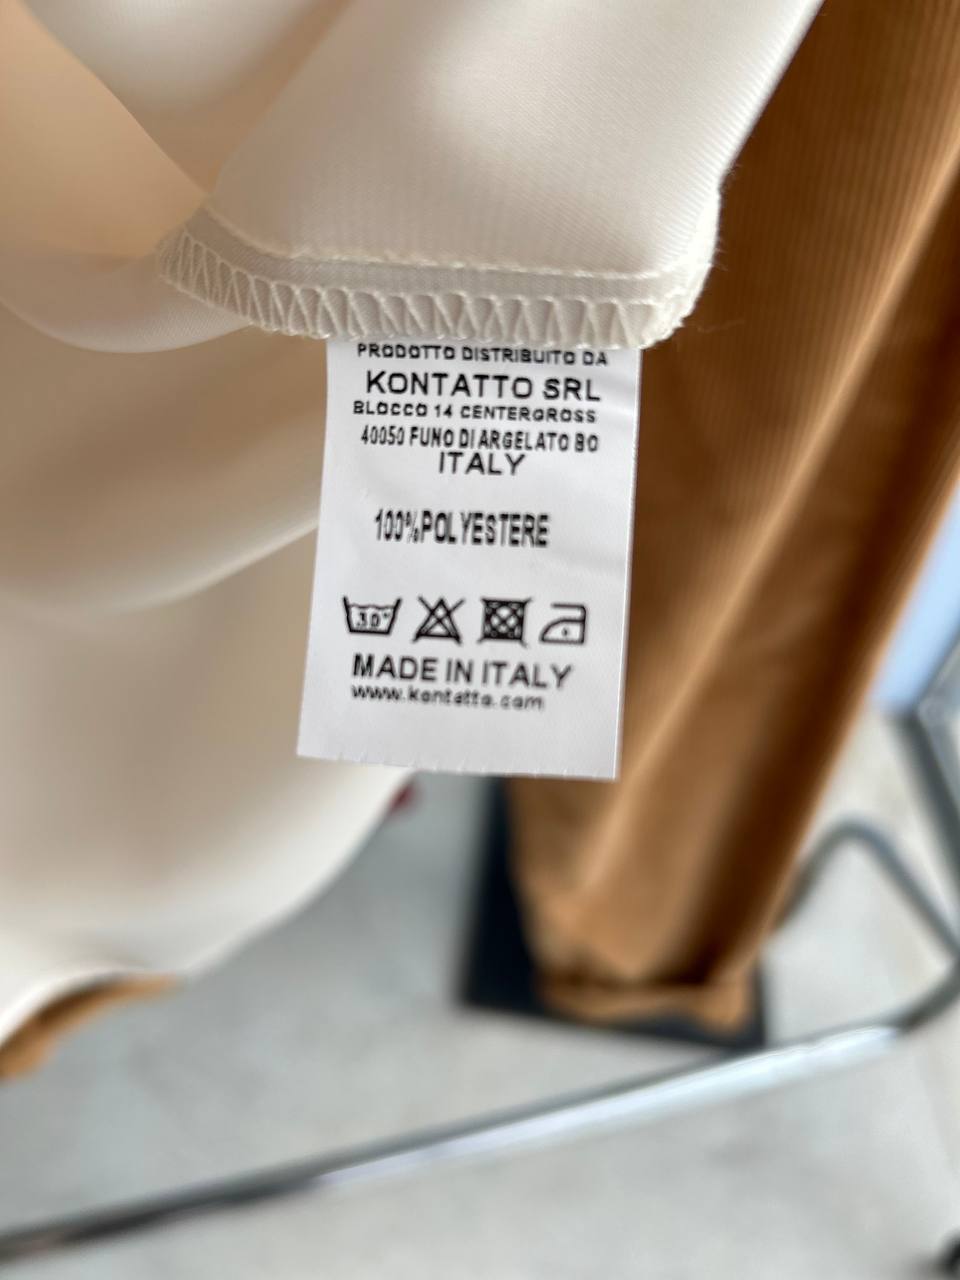 PRODOTTO DISTRIBUITO DA
KONTATTO SRL
BLOCCO 14 CENTERGROSS
40050 FUNO DI ARGELATO BO
ITALY
100%POLYESTERE
30°
MADE IN ITALY
www.kontatto.com